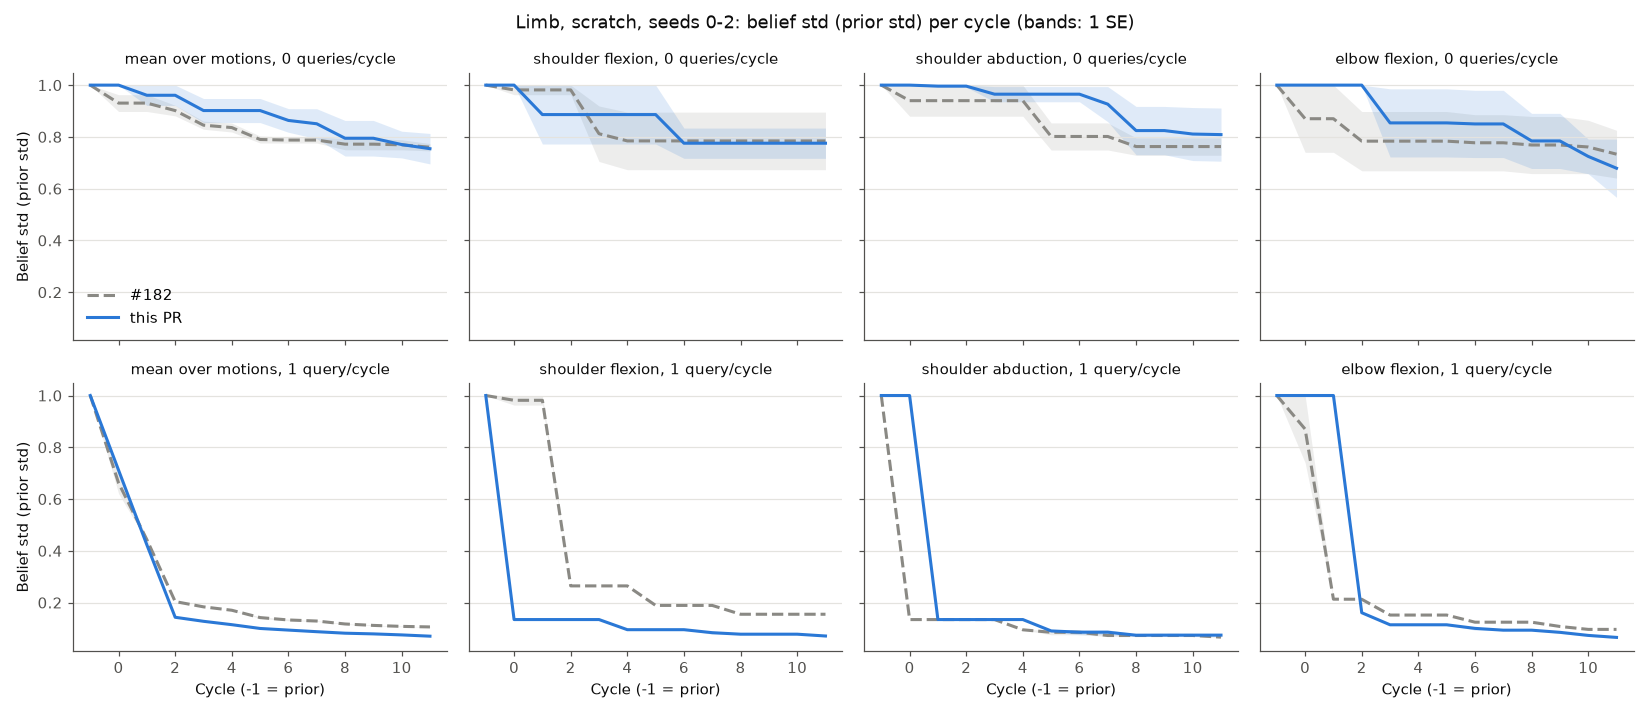 Limb, scratch, seeds 0-2: belief std (prior std) per cycle (bands: 1 SE)
mean over motions, 0 queries/cycle
shoulder flexion, 0 queries/cycle
shoulder abduction, 0 queries/cycle
elbow flexion, 0 queries/cycle
Belief std (prior std)
1.0
0.8
0.6
0.4
0.2
#182
this PR
mean over motions, 1 query/cycle
shoulder flexion, 1 query/cycle
shoulder abduction, 1 query/cycle
elbow flexion, 1 query/cycle
Belief std (prior std)
1.0
0.8
0.6
0.4
0.2
0 2 4 6 8 10
0 2 4 6 8 10
0 2 4 6 8 10
0 2 4 6 8 10
Cycle (-1 = prior)
Cycle (-1 = prior)
Cycle (-1 = prior)
Cycle (-1 = prior)